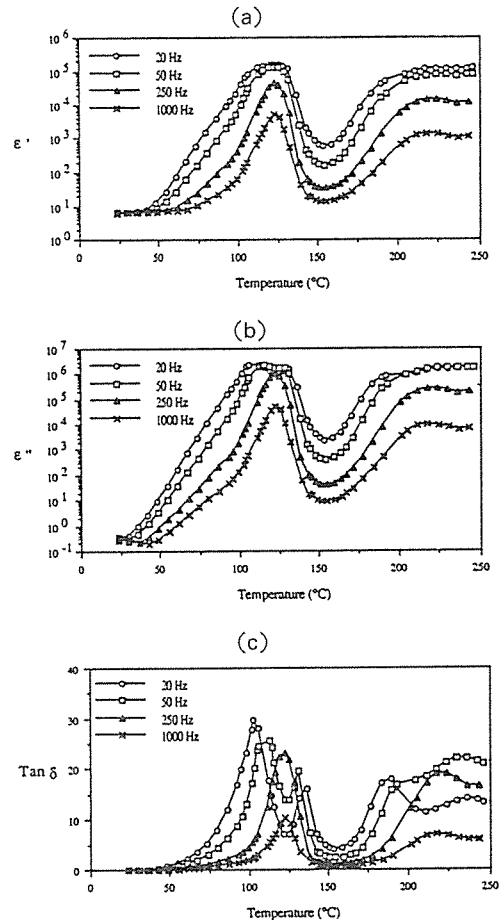 (a)
10^6
20 Hz
50 Hz
250 Hz
1000 Hz
10^5
10^4
10^3
10^2
10^1
10^0
ε '
0 50 100 150 200 250
Temperature (°C)
(b)
10^7
20 Hz
50 Hz
250 Hz
1000 Hz
10^6
10^5
10^4
10^3
10^2
10^1
10^0
10^-1
ε "
0 50 100 150 200 250
Temperature (°C)
(c)
40
20 Hz
50 Hz
250 Hz
1000 Hz
30
20
10
0
Tan δ
0 50 100 150 200 250
Temperature (°C)